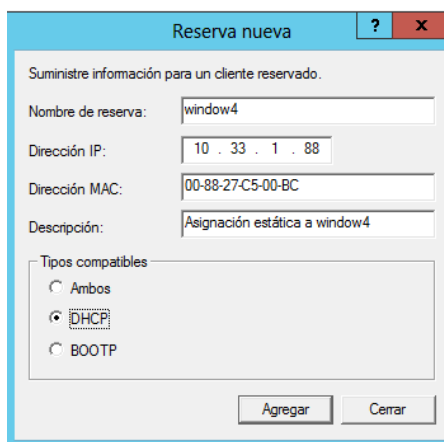 Reserva nueva
?
x
Suministre información para un cliente reservado.
Nombre de reserva: window4
Dirección IP: 10 . 33 . 1 . 88
Dirección MAC: 00-88-27-C5-00-BC
Descripción: Asignación estática a window4
Tipos compatibles
Ambos
DHCP
BOOTP
Agregar Cerrar